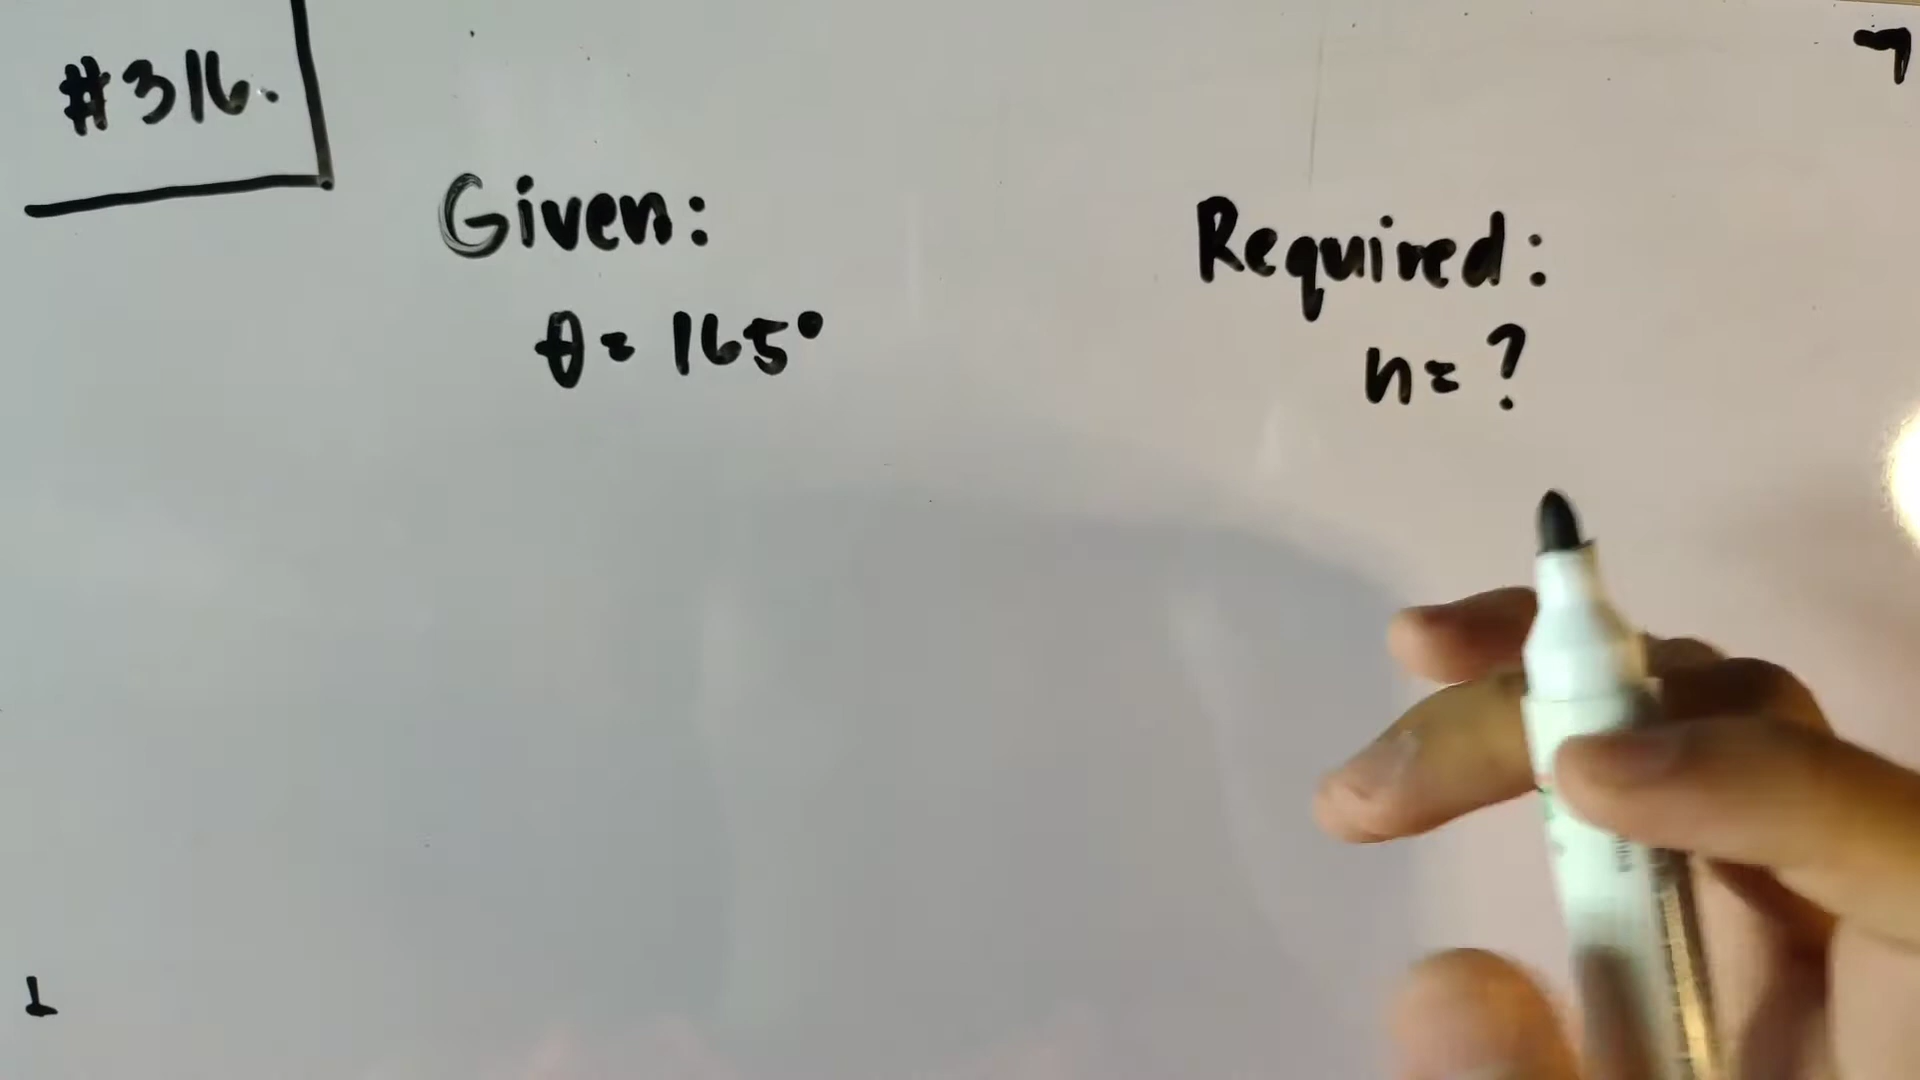 #316.
Given:
θ = 165°
Required:
n = ?